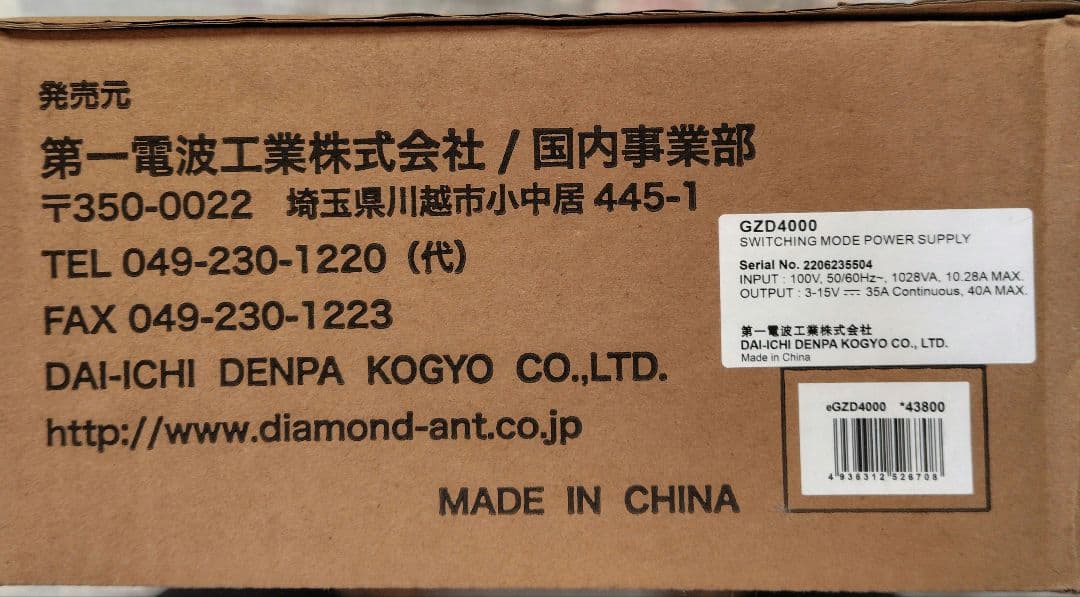 発売元
第一電波工業株式会社 / 国内事業部
〒350-0022 埼玉県川越市小中居 445-1
TEL 049-230-1220（代）
FAX 049-230-1223
DAI-ICHI DENPA KOGYO CO.,LTD.
http://www.diamond-ant.co.jp
MADE IN CHINA
GZD4000
SWITCHING MODE POWER SUPPLY
Serial No. 2206235504
INPUT : 100V, 50/60Hz~, 1028VA, 10.28A MAX.
OUTPUT : 3-15V ⎓ 35A Continuous, 40A MAX.
第一電波工業株式会社
DAI-ICHI DENPA KOGYO CO., LTD.
Made in China
eGZD4000 *43800
4 936312 526708